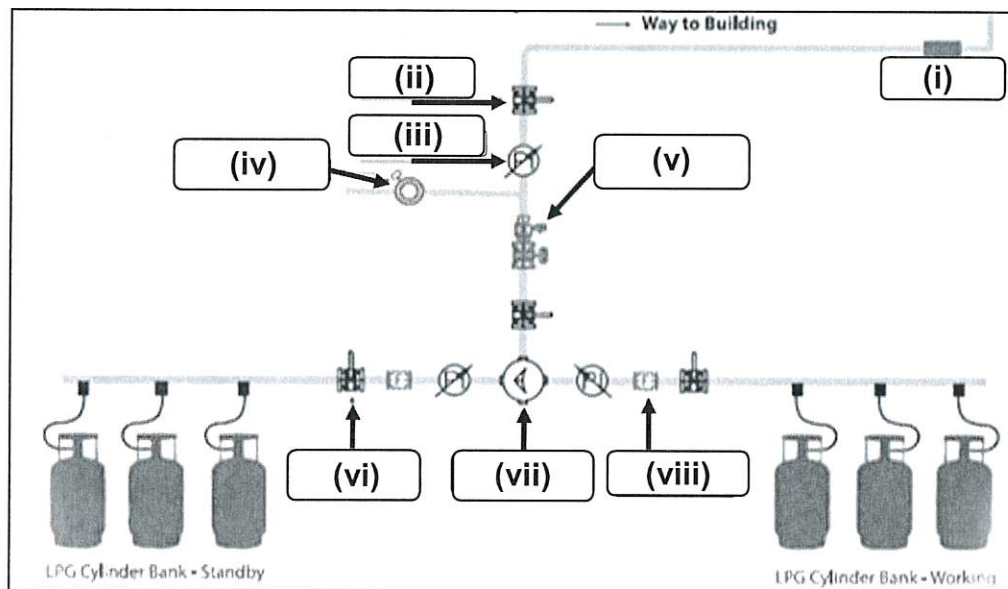 Way to Building
(i)
(ii)
(iii)
(iv)
(v)
(vi)
(vii)
(viii)
LPG Cylinder Bank - Standby
LPG Cylinder Bank - Working